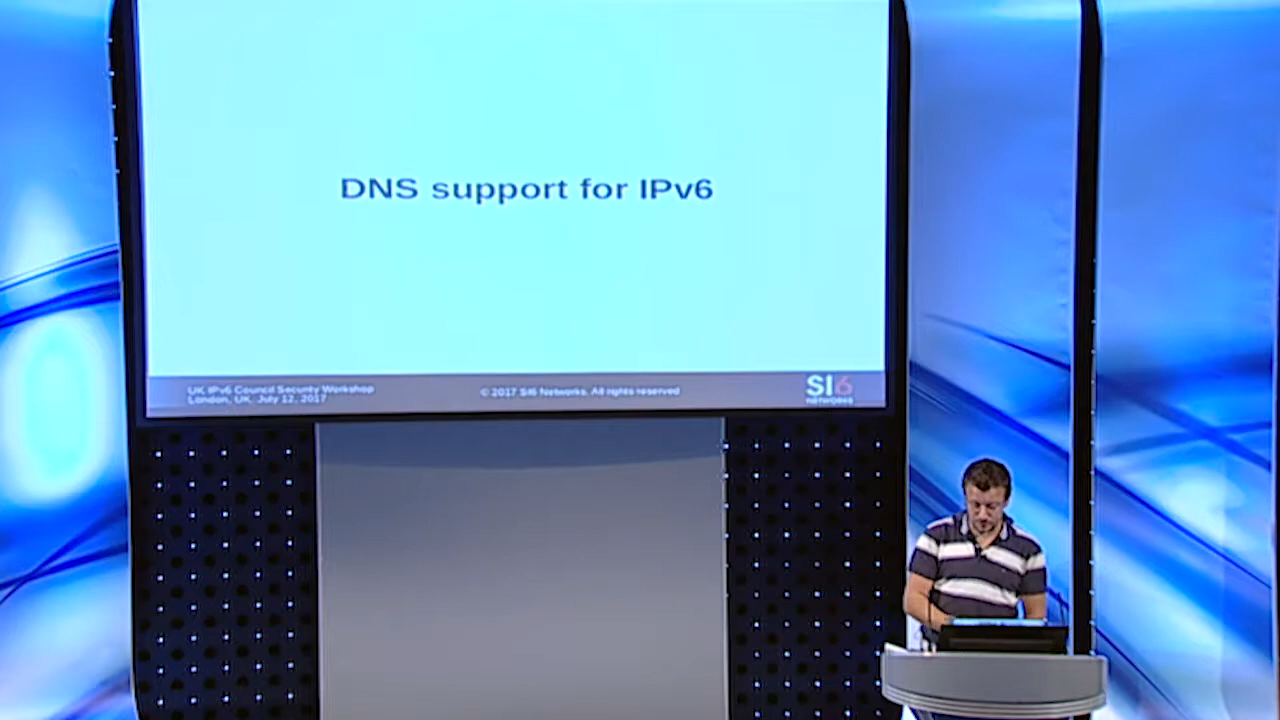 DNS support for IPv6
UK IPv6 Council Security Workshop
London, UK. July 12, 2017
© 2017 SI6 Networks. All rights reserved
SI6
NETWORKS